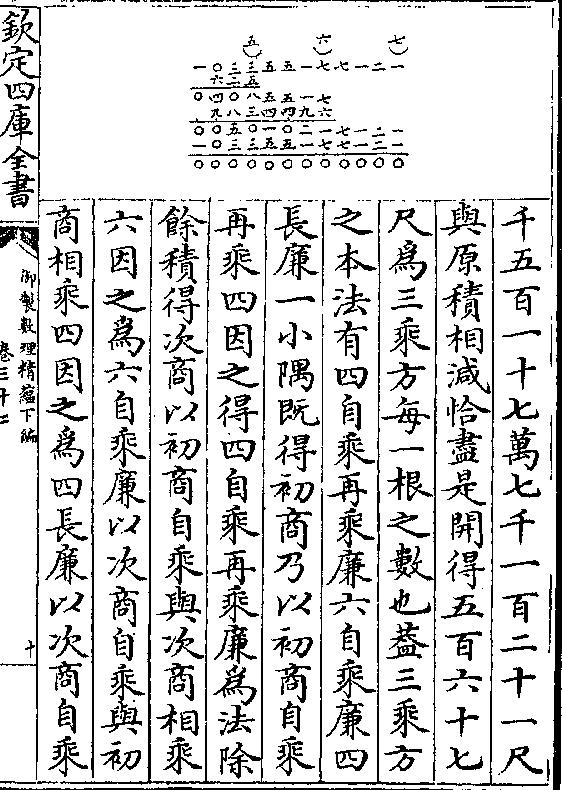 五 六 七
一〇三三五五一七七一二一
六二五
〇四〇八五五一七
九八三四四九六
〇〇五〇一〇二一七一二一
一〇三三五五一七七一二一
〇〇〇〇〇〇〇〇〇〇〇〇
千五百一十七萬七千一百二十一尺
與原積相減恰盡是開得五百六十七
尺爲三乘方每一根之數也葢三乘方
之本法有四自乘再乘廉六自乘廉四
長廉一小隅既得初商乃以初商自乘
再乘四因之得四自乘再乘廉爲法除
餘積得次商以初商自乘與次商相乘
六因之爲六自乘廉以次商自乘與初
商相乘四因之爲四長廉以次商自乘
欽定四庫全書
御製數理精藴下編
卷三十二
十